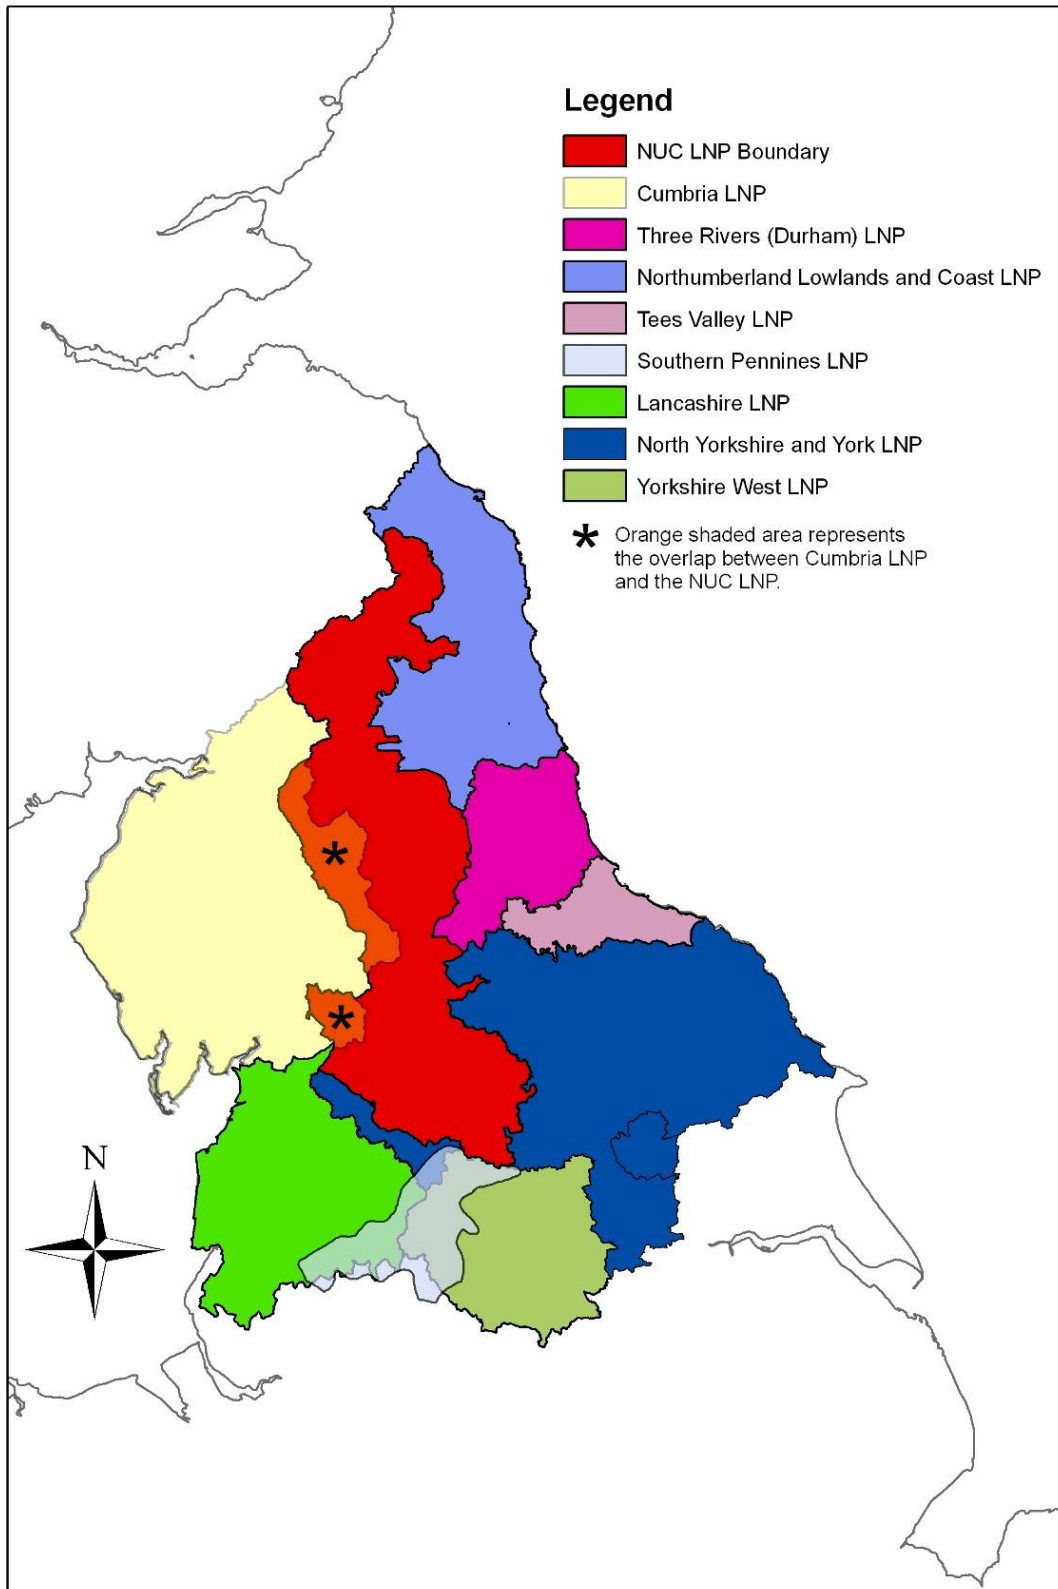 Legend
NUC LNP Boundary
Cumbria LNP
Three Rivers (Durham) LNP
Northumberland Lowlands and Coast LNP
Tees Valley LNP
Southern Pennines LNP
Lancashire LNP
North Yorkshire and York LNP
Yorkshire West LNP
* Orange shaded area represents
the overlap between Cumbria LNP
and the NUC LNP.
*
*
N